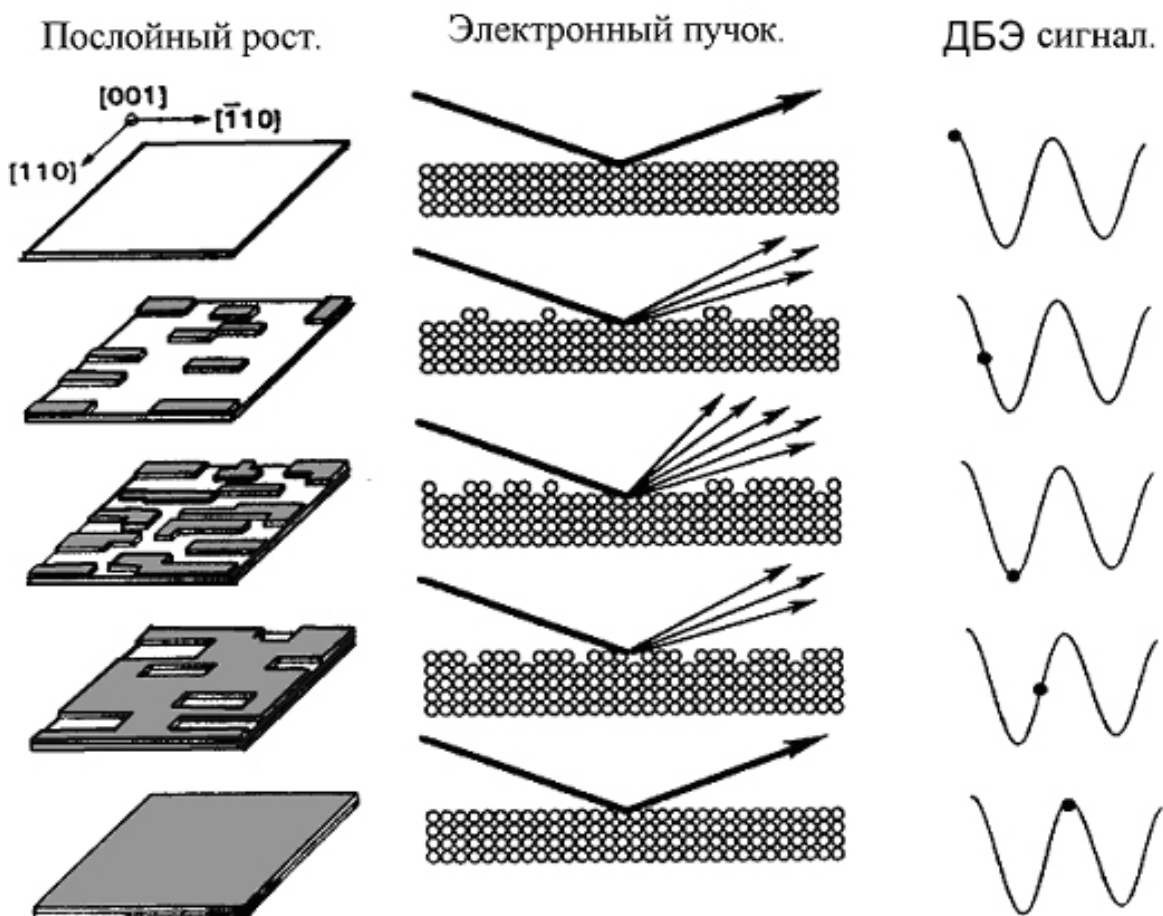 Послойный рост.
Электронный пучок.
ДБЭ сигнал.
[001]
[1̄10]
[110]